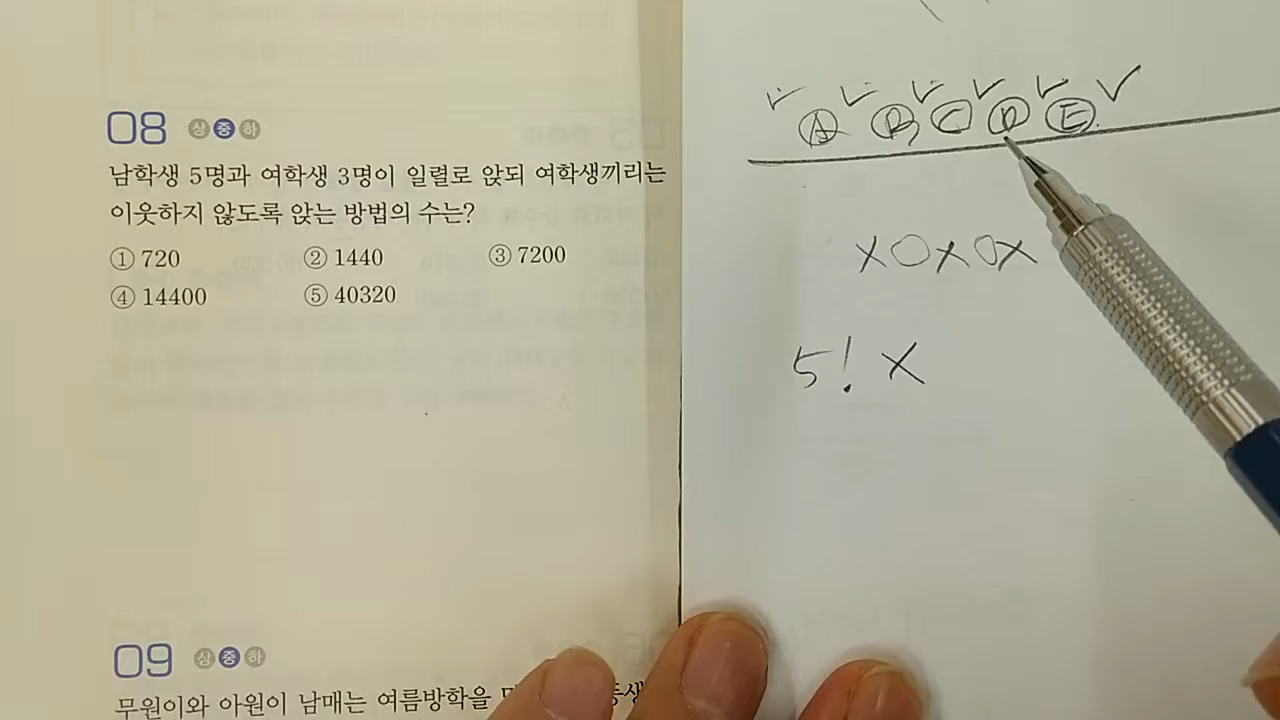 08 상 중 하
남학생 5명과 여학생 3명이 일렬로 앉되 여학생끼리는
이웃하지 않도록 앉는 방법의 수는?
① 720 ② 1440 ③ 7200
④ 14400 ⑤ 40320
09 상 중 하
무원이와 아원이 남매는 여름방학을
A B C D E
×○×○×
5! ×